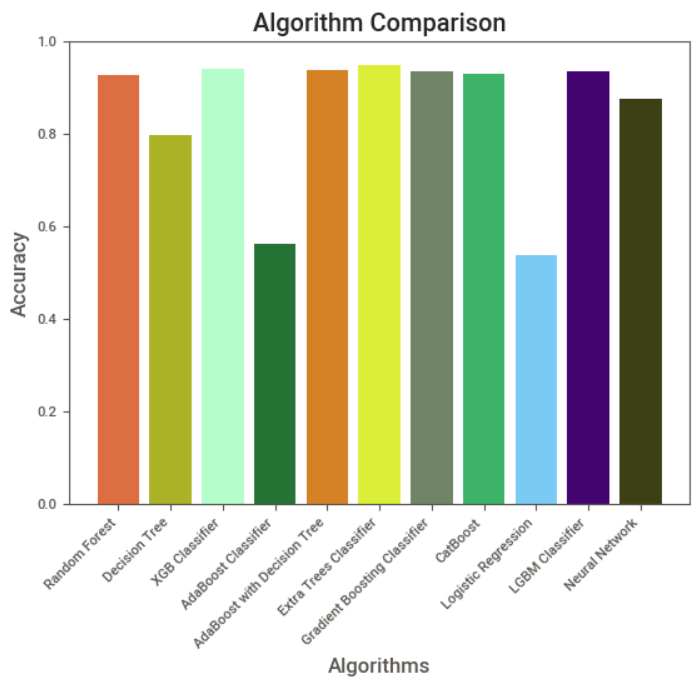 Algorithm Comparison
Accuracy
1.0
0.8
0.6
0.4
0.2
0.0
Random Forest
Decision Tree
XGB Classifier
AdaBoost Classifier
AdaBoost with Decision Tree
Extra Trees Classifier
Gradient Boosting Classifier
CatBoost
Logistic Regression
LGBM Classifier
Neural Network
Algorithms